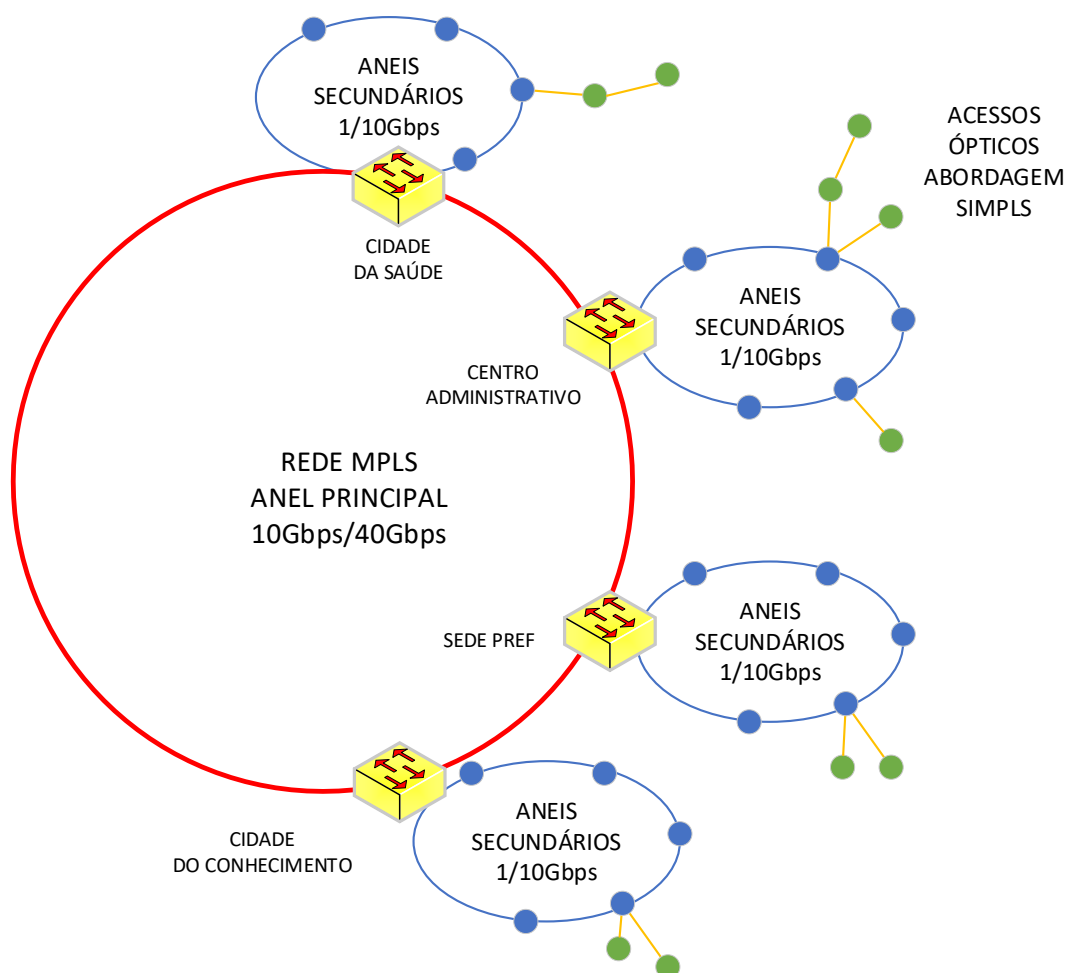 ANEIS
SECUNDÁRIOS
1/10Gbps
ACESSOS
ÓPTICOS
ABORDAGEM
SIMPLS
CIDADE
DA SAÚDE
ANEIS
SECUNDÁRIOS
1/10Gbps
CENTRO
ADMINISTRATIVO
REDE MPLS
ANEL PRINCIPAL
10Gbps/40Gbps
ANEIS
SECUNDÁRIOS
1/10Gbps
SEDE PREF
ANEIS
SECUNDÁRIOS
1/10Gbps
CIDADE
DO CONHECIMENTO